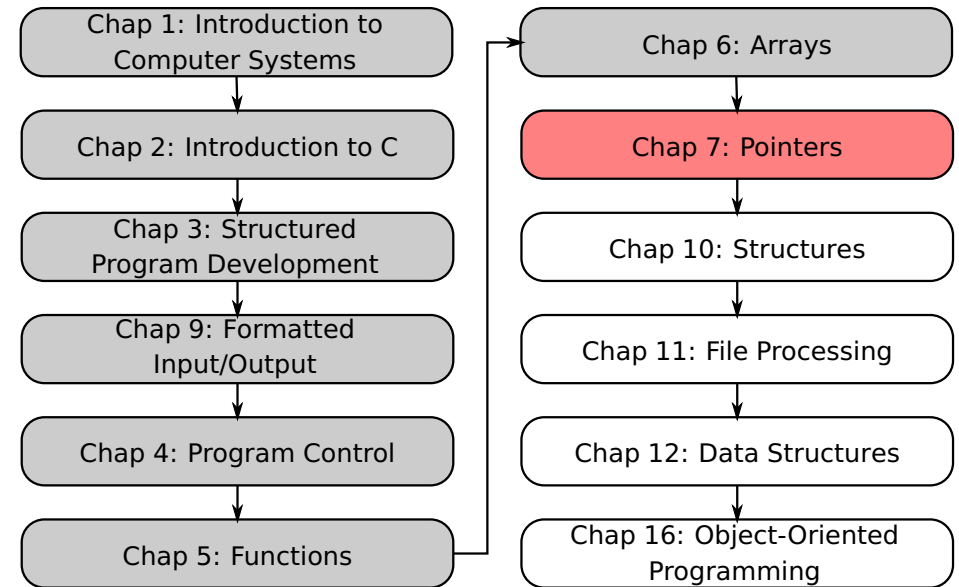 Chap 1: Introduction to
Computer Systems
Chap 2: Introduction to C
Chap 3: Structured
Program Development
Chap 9: Formatted
Input/Output
Chap 4: Program Control
Chap 5: Functions
Chap 6: Arrays
Chap 7: Pointers
Chap 10: Structures
Chap 11: File Processing
Chap 12: Data Structures
Chap 16: Object-Oriented
Programming